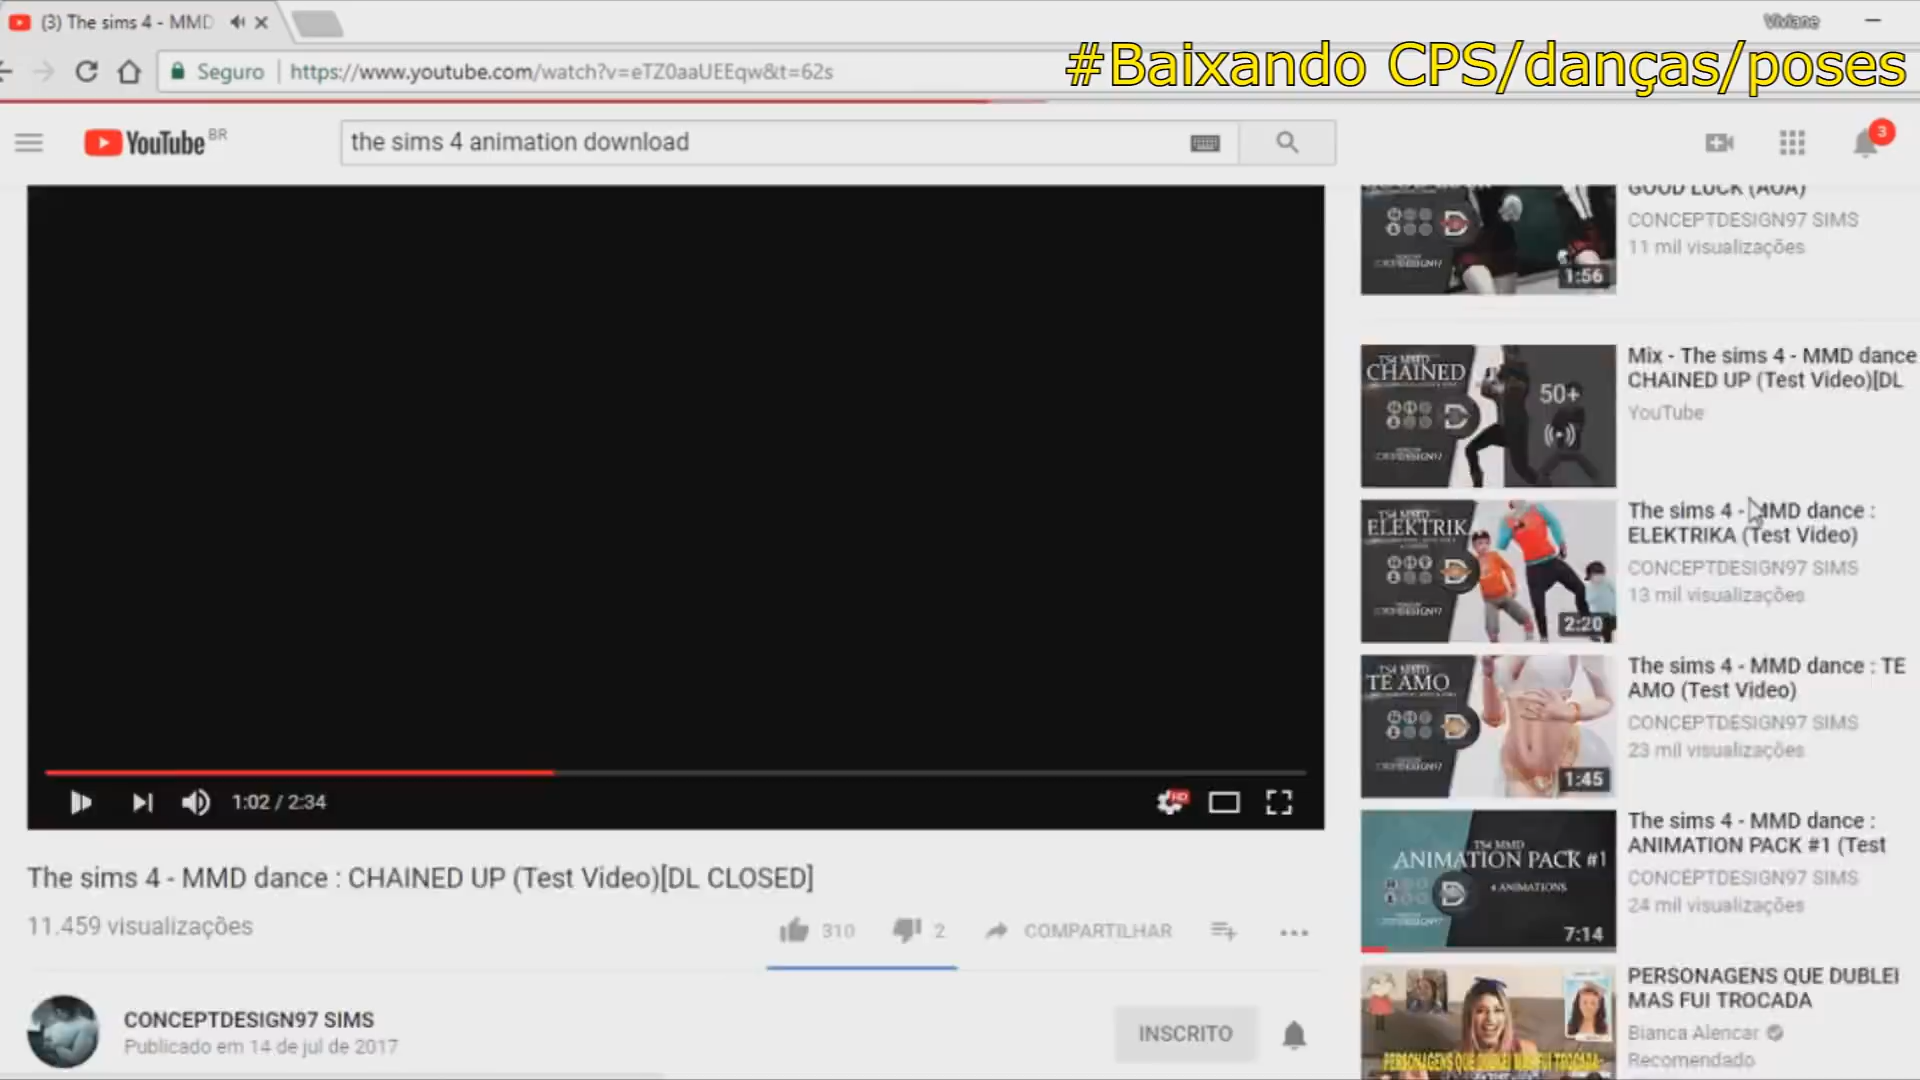 (3) The sims 4 - MMD
Viviane
Seguro
https://www.youtube.com/watch?v=eTZ0aaUEEqw&t=62s
#Baixando CPS/danças/poses
YouTube BR
the sims 4 animation download
3
GOOD LUCK (AOA)
CONCEPTDESIGN97 SIMS
11 mil visualizações
1:56
TS4 MMD
CHAINED
50+
Mix - The sims 4 - MMD dance
CHAINED UP (Test Video)[DL
YouTube
TS4 MMD
ELEKTRIK
2:20
The sims 4 - MMD dance :
ELEKTRIKA (Test Video)
CONCEPTDESIGN97 SIMS
13 mil visualizações
TS4 MMD
TE AMO
1:45
The sims 4 - MMD dance : TE
AMO (Test Video)
CONCEPTDESIGN97 SIMS
23 mil visualizações
TS4 MMD
ANIMATION PACK #1
4 ANIMATIONS
7:14
The sims 4 - MMD dance :
ANIMATION PACK #1 (Test
CONCEPTDESIGN97 SIMS
24 mil visualizações
PERSONAGENS QUE DUBLEI MAS FUI TROCADA
PERSONAGENS QUE DUBLEI
MAS FUI TROCADA
Bianca Alencar
Recomendado
1:02 / 2:34
HD
The sims 4 - MMD dance : CHAINED UP (Test Video)[DL CLOSED]
11.459 visualizações
310
2
COMPARTILHAR
CONCEPTDESIGN97 SIMS
Publicado em 14 de jul de 2017
INSCRITO